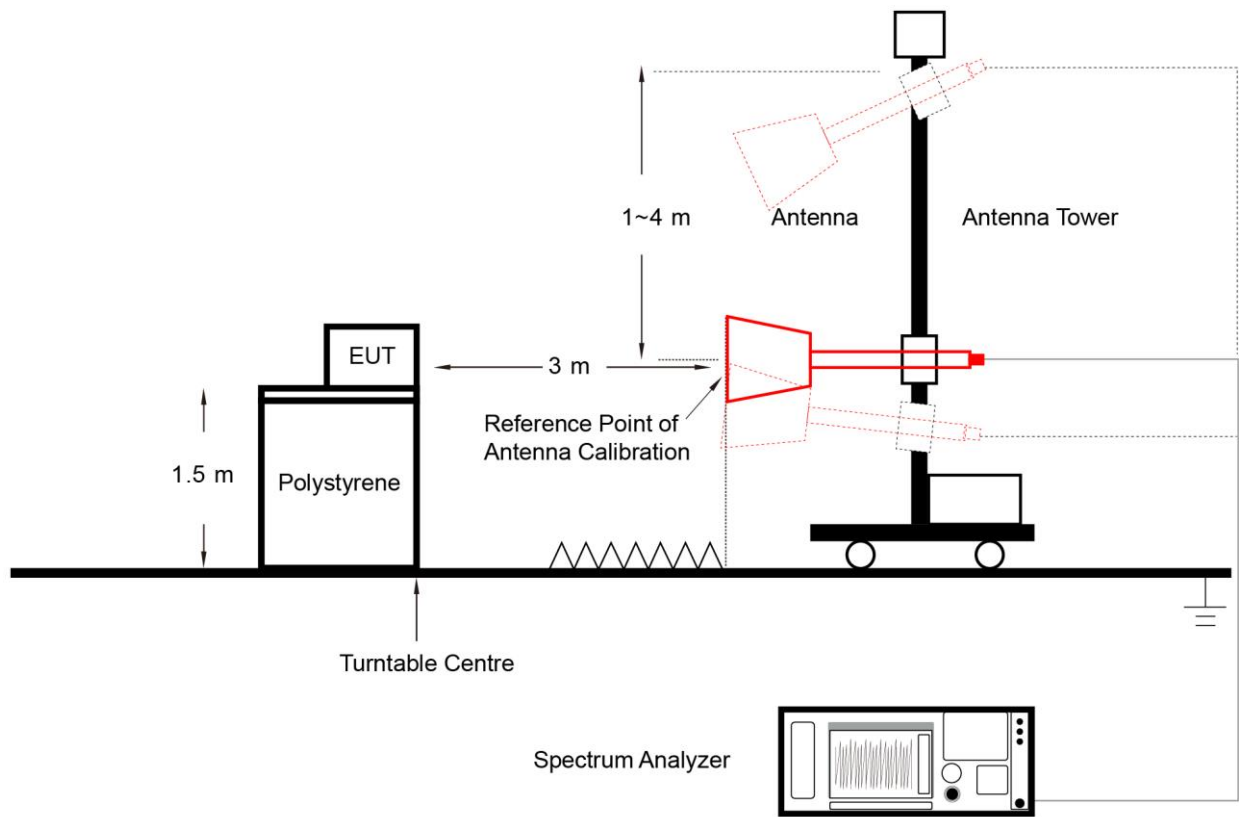 1~4 m
Antenna
Antenna Tower
EUT
3 m
Reference Point of
Antenna Calibration
1.5 m
Polystyrene
Turntable Centre
Spectrum Analyzer